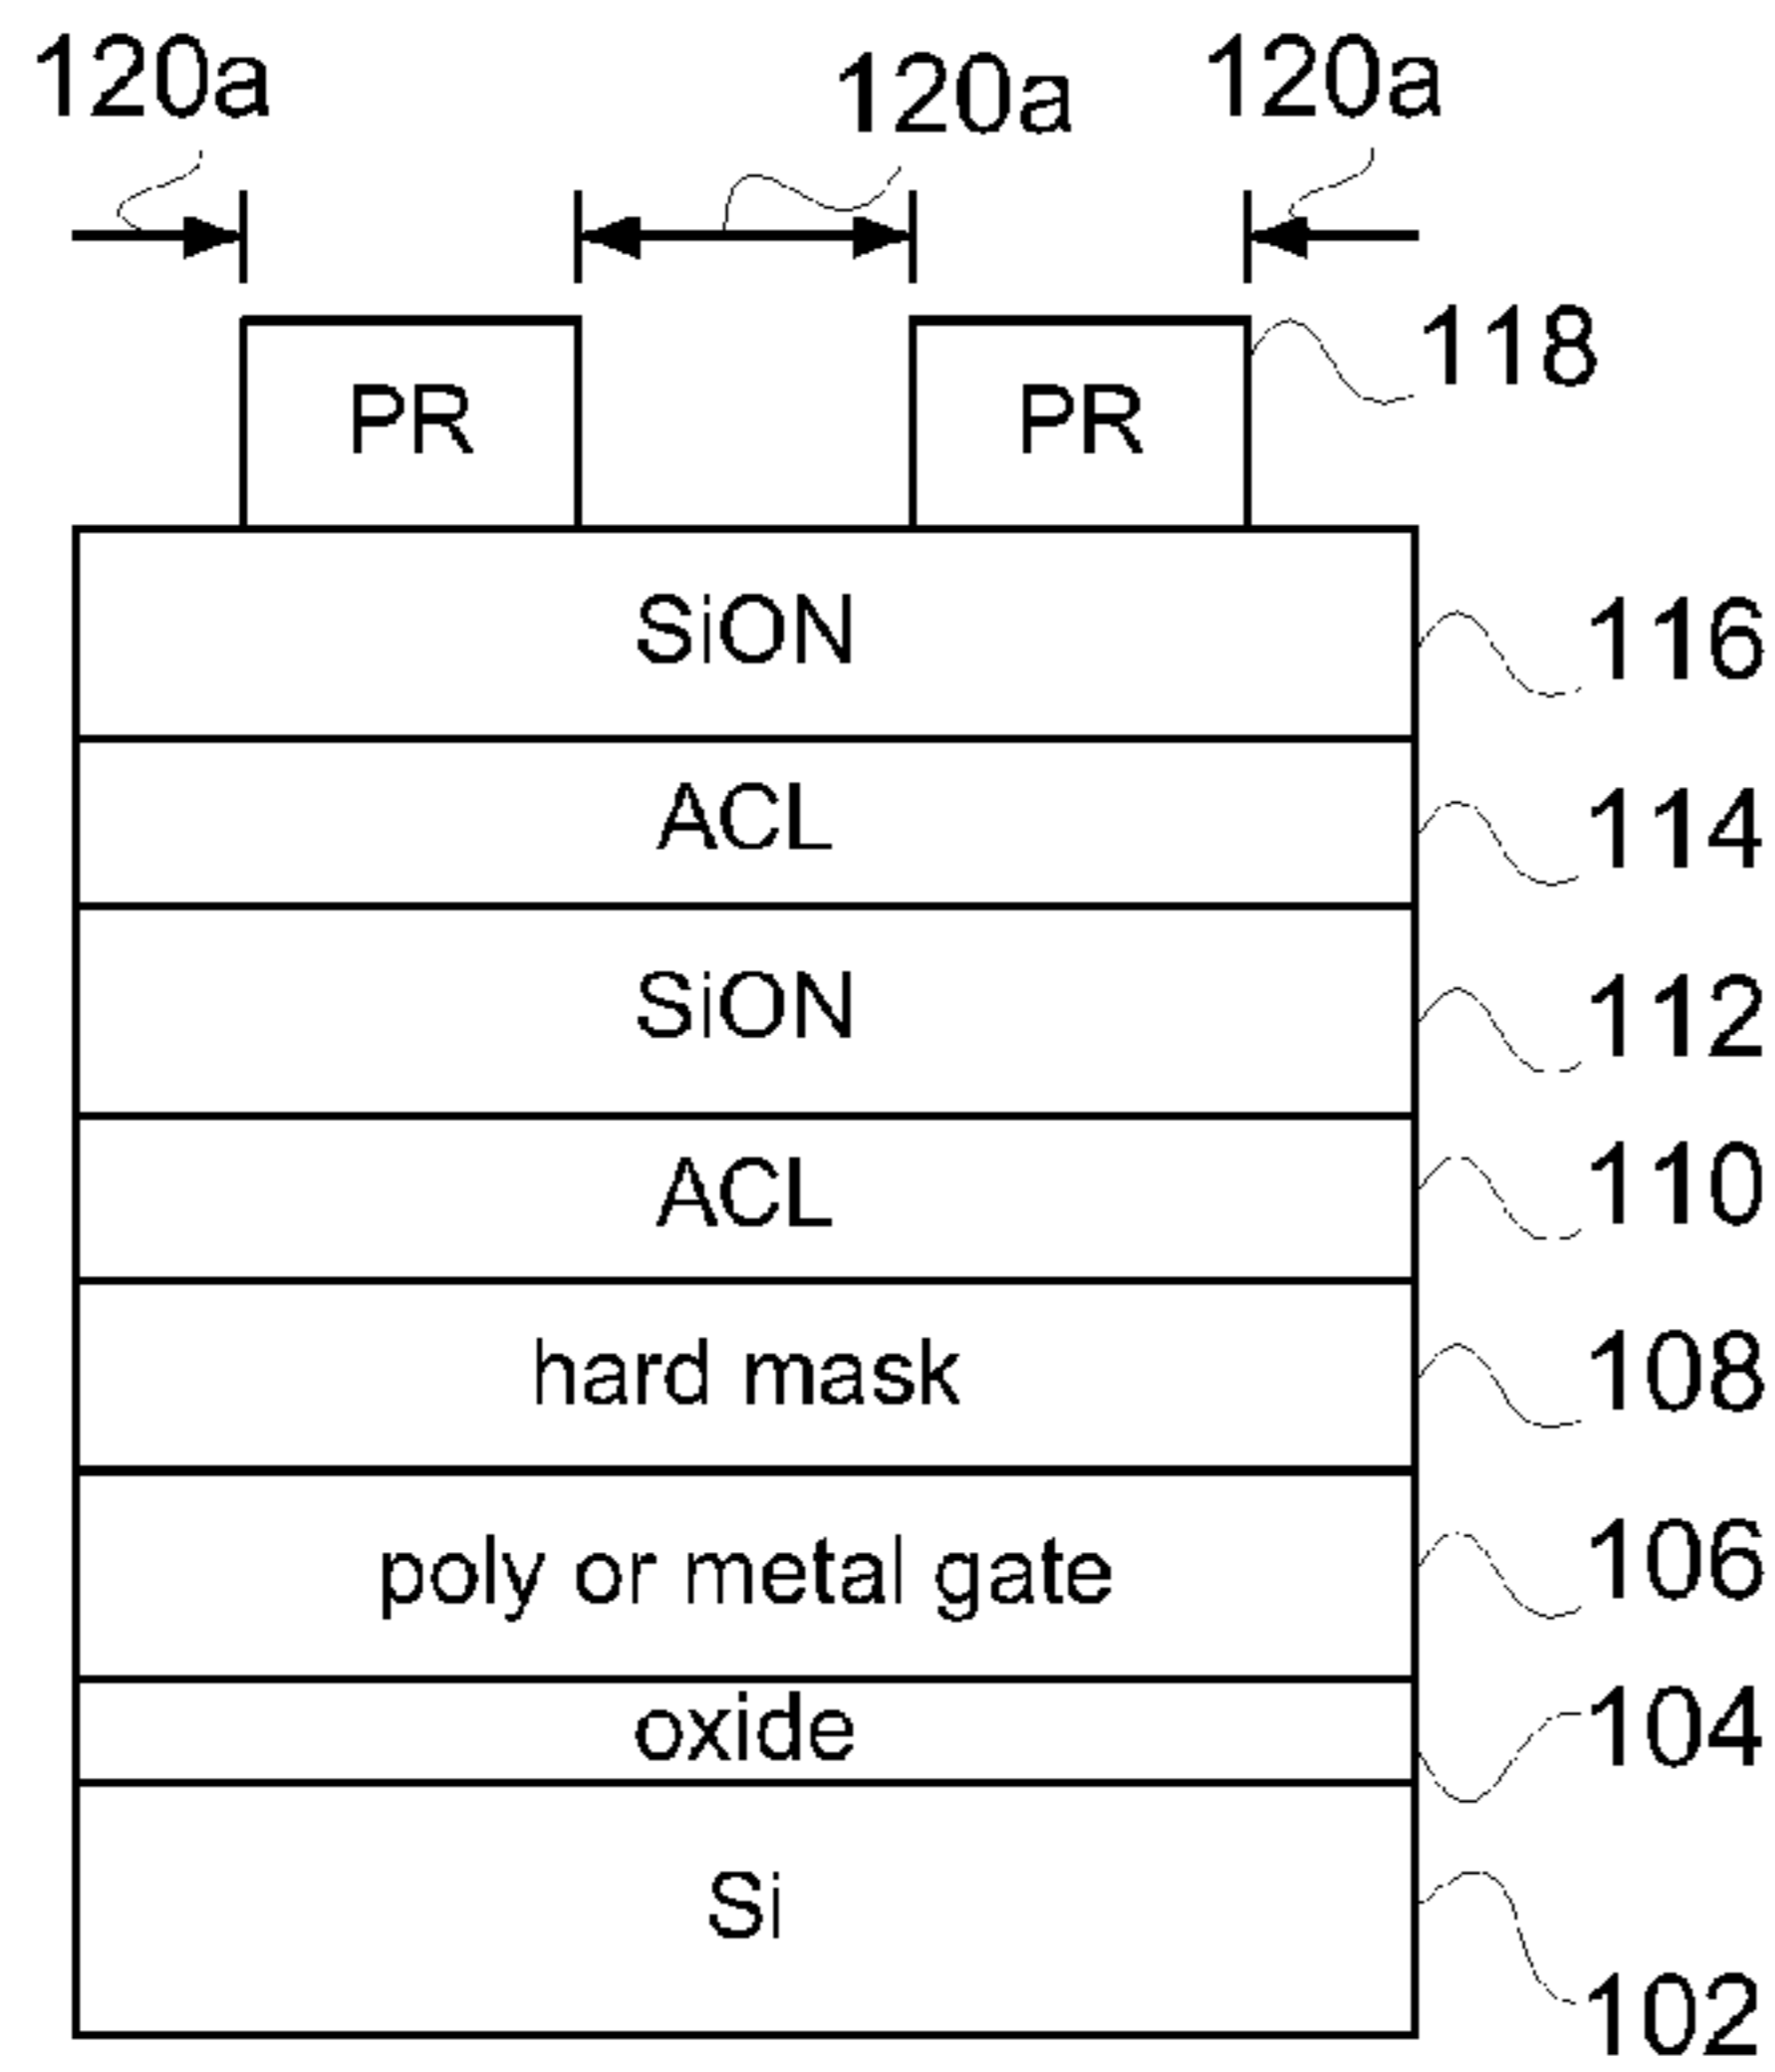 120a 120a 120a
PR PR 118
SiON 116
ACL 114
SiON 112
ACL 110
hard mask 108
poly or metal gate 106
oxide 104
Si 102